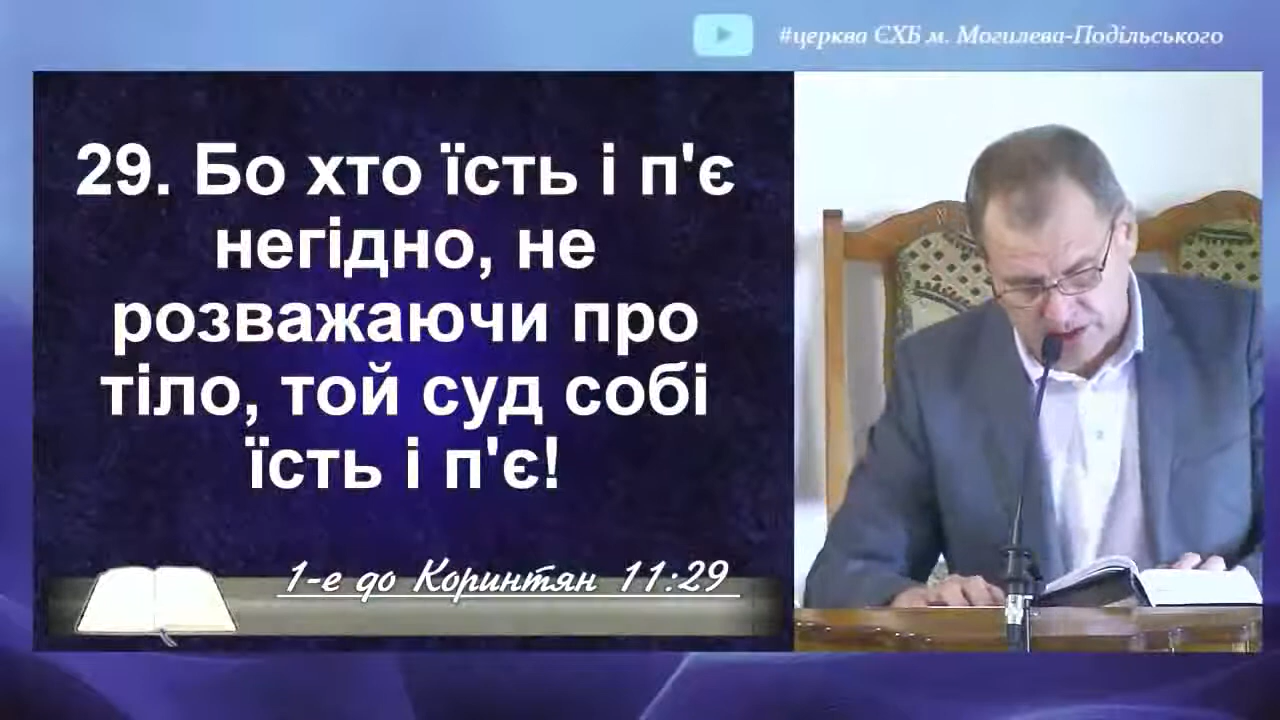 #церква ЄХБ м. Могилева-Подільського
29. Бо хто їсть і п'є
негідно, не
розважаючи про
тіло, той суд собі
їсть і п'є!
1-е до Коринтян 11:29